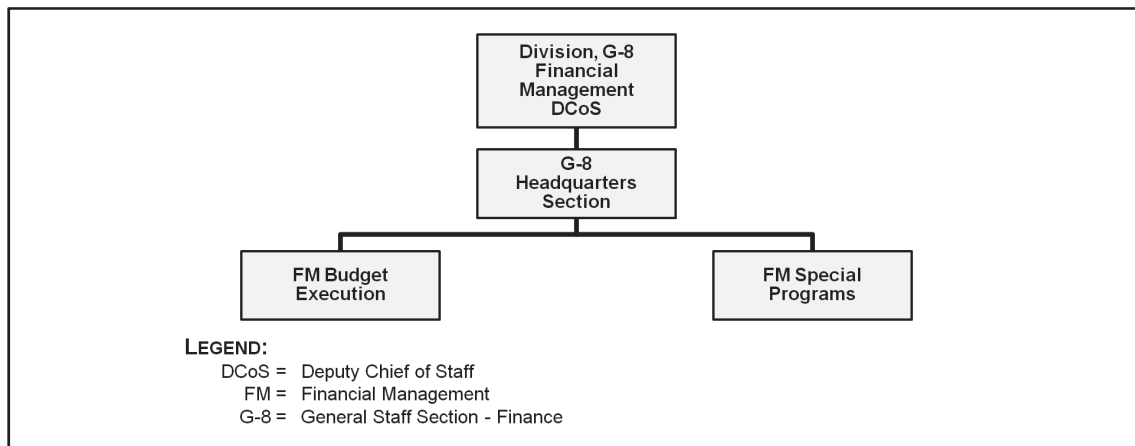 Division, G-8
Financial
Management
DCoS
G-8
Headquarters
Section
FM Budget
Execution
FM Special
Programs
LEGEND:
DCoS = Deputy Chief of Staff
FM = Financial Management
G-8 = General Staff Section - Finance